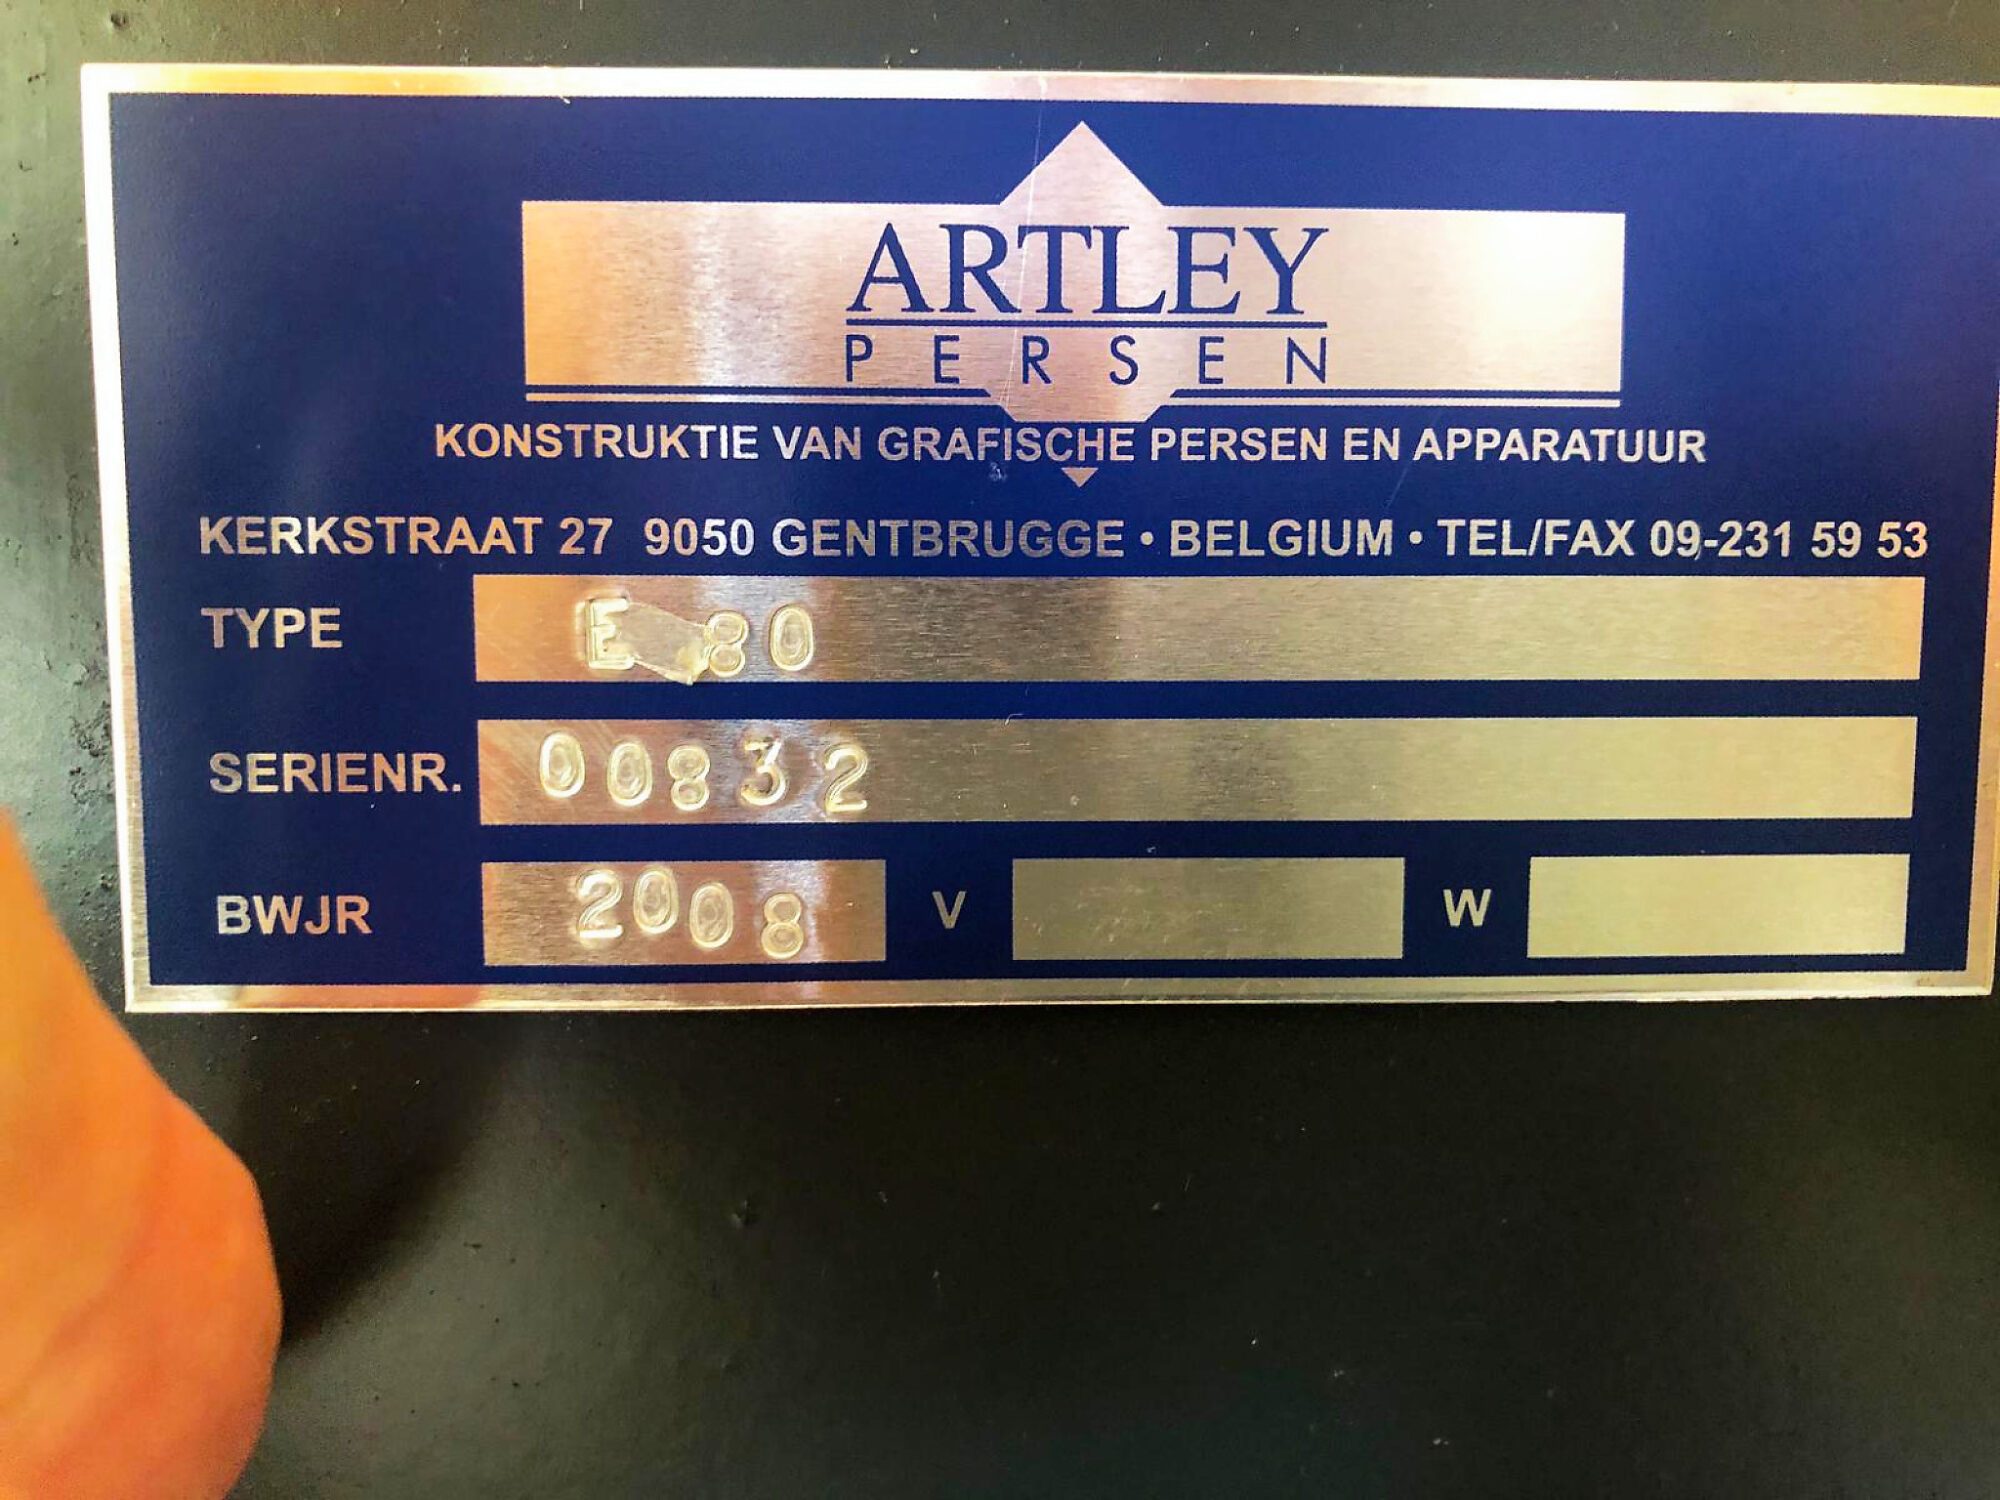 ARTLEY
PERSEN
KONSTRUKTIE VAN GRAFISCHE PERSEN EN APPARATUUR
KERKSTRAAT 27 9050 GENTBRUGGE • BELGIUM • TEL/FAX 09-231 59 53
TYPE E 80
SERIENR. 00832
BWJR 2008 V W